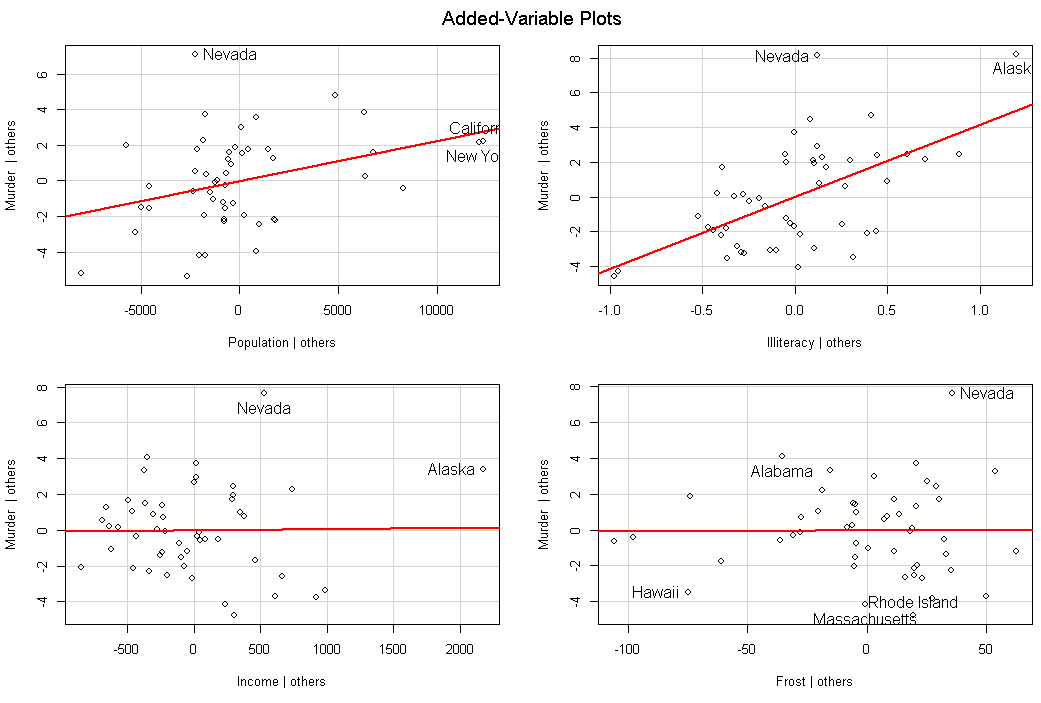 Added-Variable Plots
Nevada
Califorr
New Yo
Murder | others
-4 -2 0 2 4 6
-5000 0 5000 10000
Population | others
Nevada
Alask
Murder | others
-4 -2 0 2 4 6 8
-1.0 -0.5 0.0 0.5 1.0
Illiteracy | others
Nevada
Alaska
Murder | others
-4 -2 0 2 4 6 8
-500 0 500 1000 2000
Income | others
Nevada
Alabama
Hawaii
Rhode Island
Massachusetts
Murder | others
-4 -2 0 2 4 6 8
-100 -50 0 50
Frost | others